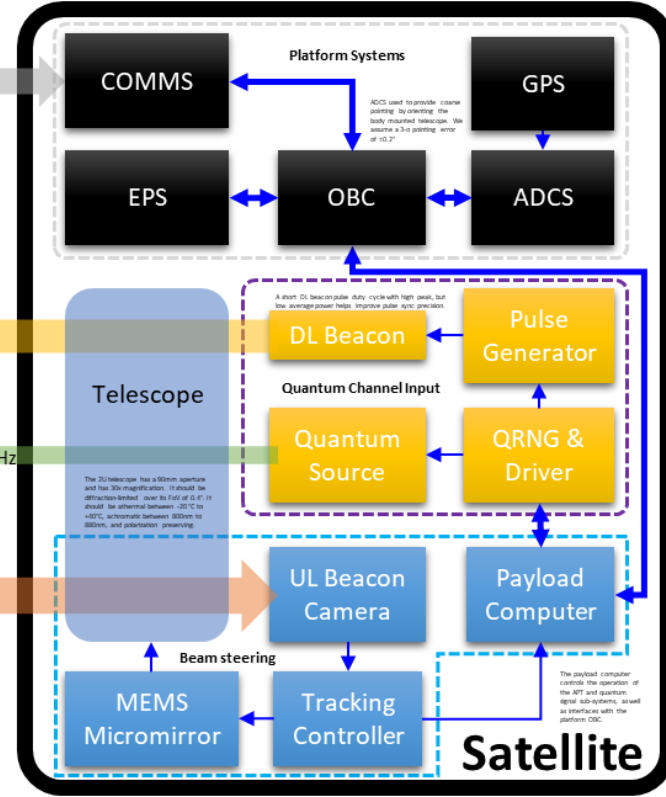 Platform Systems
COMMS
GPS
ADCS used to provide coarse
pointing by orienting the
body mounted telescope. We
assume a 3-σ pointing error
of ±0.2°
EPS
OBC
ADCS
A short DL beacon pulse duty cycle with high peak, but
low average power helps improve pulse sync precision.
DL Beacon
Pulse
Generator
Telescope
Quantum Channel Input
Quantum
Source
QRNG &
Driver
Hz
The 2U telescope has a 90mm aperture
and has 30x magnification. It should be
diffraction-limited over its FoV of 0.4°. It
should be athermal between -20°C to
+40°C, achromatic between 800nm to
880nm, and polarization preserving.
UL Beacon
Camera
Payload
Computer
Beam steering
MEMS
Micromirror
Tracking
Controller
The payload computer
controls the operation of
the APT and quantum
signal sub-systems, as well
as interfaces with the
platform OBC.
Satellite